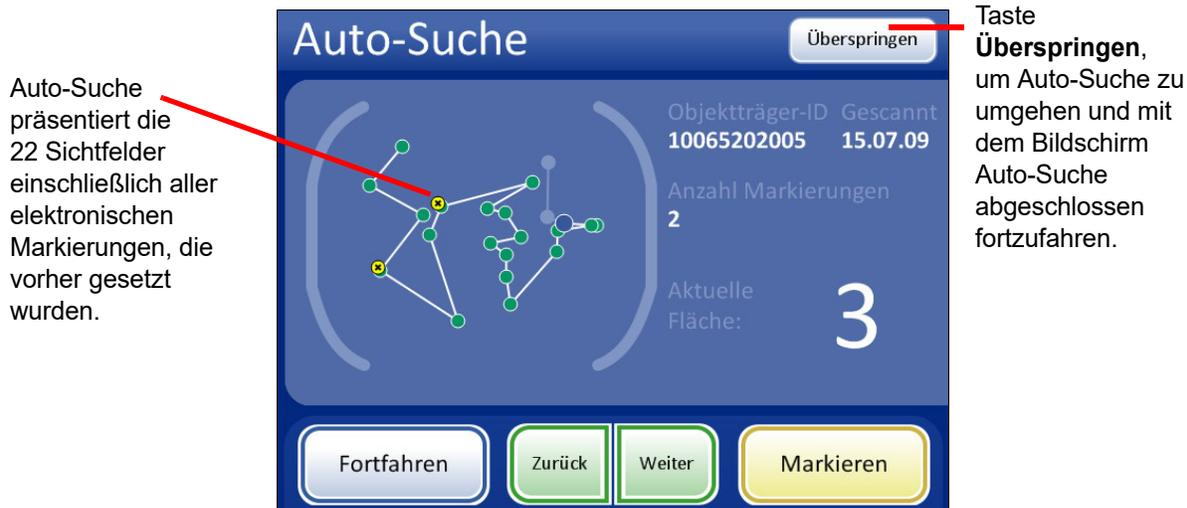 Auto-Suche
präsentiert die
22 Sichtfelder
einschließlich aller
elektronischen
Markierungen, die
vorher gesetzt
wurden.
Auto-Suche
Überspringen
Objektträger-ID Gescannt
10065202005 15.07.09
Anzahl Markierungen
2
Aktuelle
Fläche:
3
Fortfahren
Zurück
Weiter
Markieren
Taste
Überspringen,
um Auto-Suche zu
umgehen und mit
dem Bildschirm
Auto-Suche
abgeschlossen
fortzufahren.